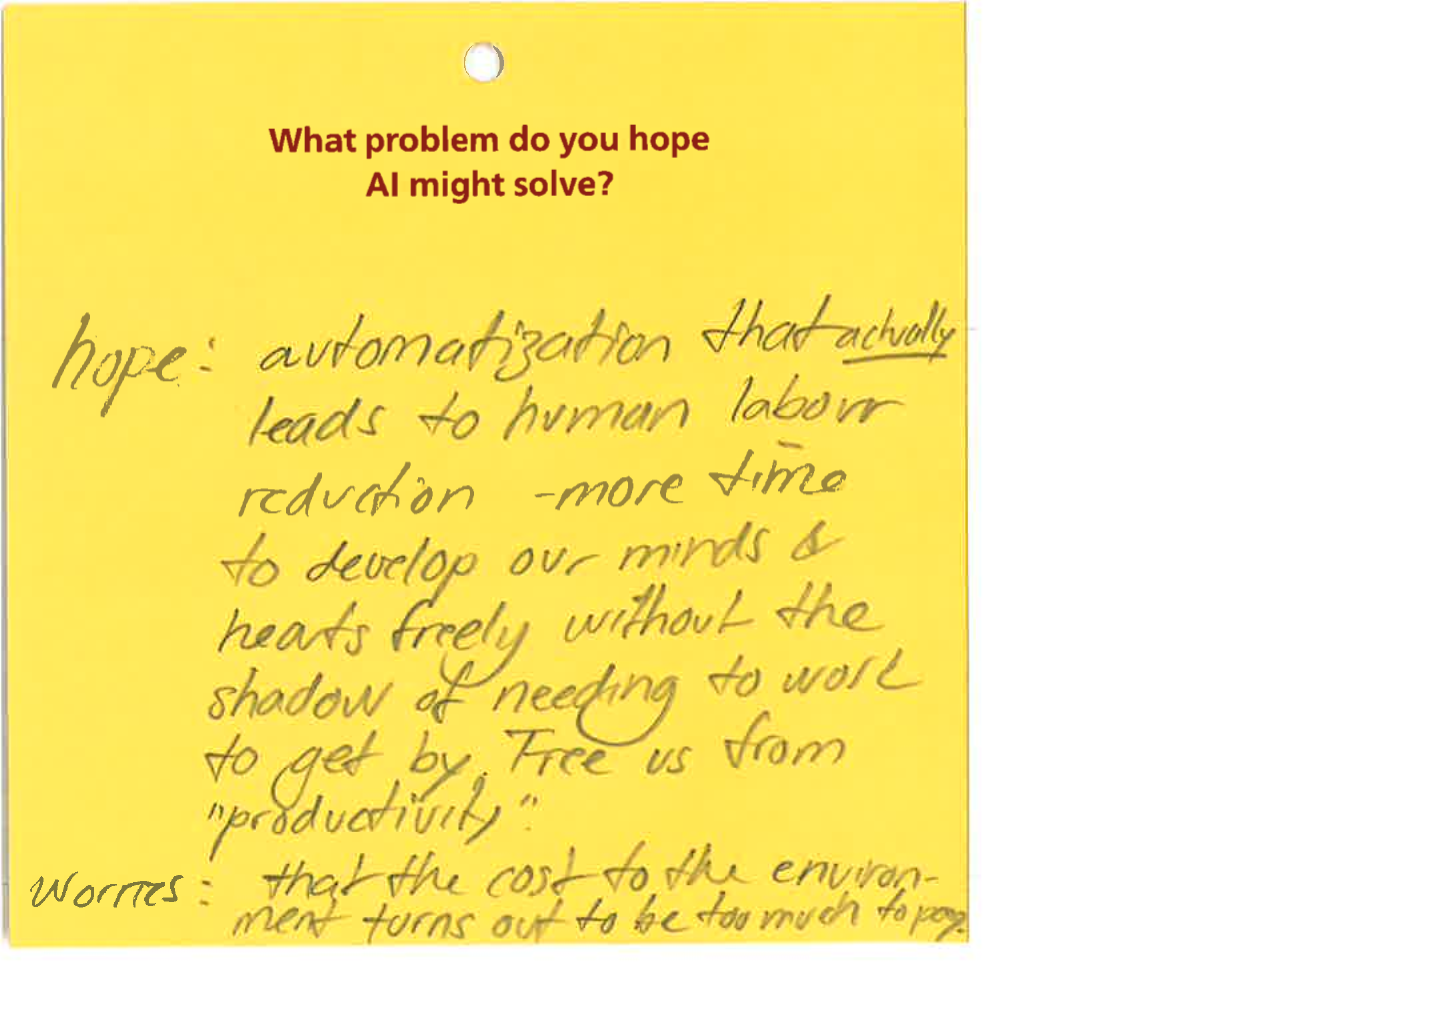 What problem do you hope
AI might solve?
hope: automatization that actually
leads to human labour
reduction - more time
to develop our minds &
hearts freely without the
shadow of needing to work
to get by. Free us from
"productivity".
Worries: that the cost to the environ-
ment turns out to be too much to pay.